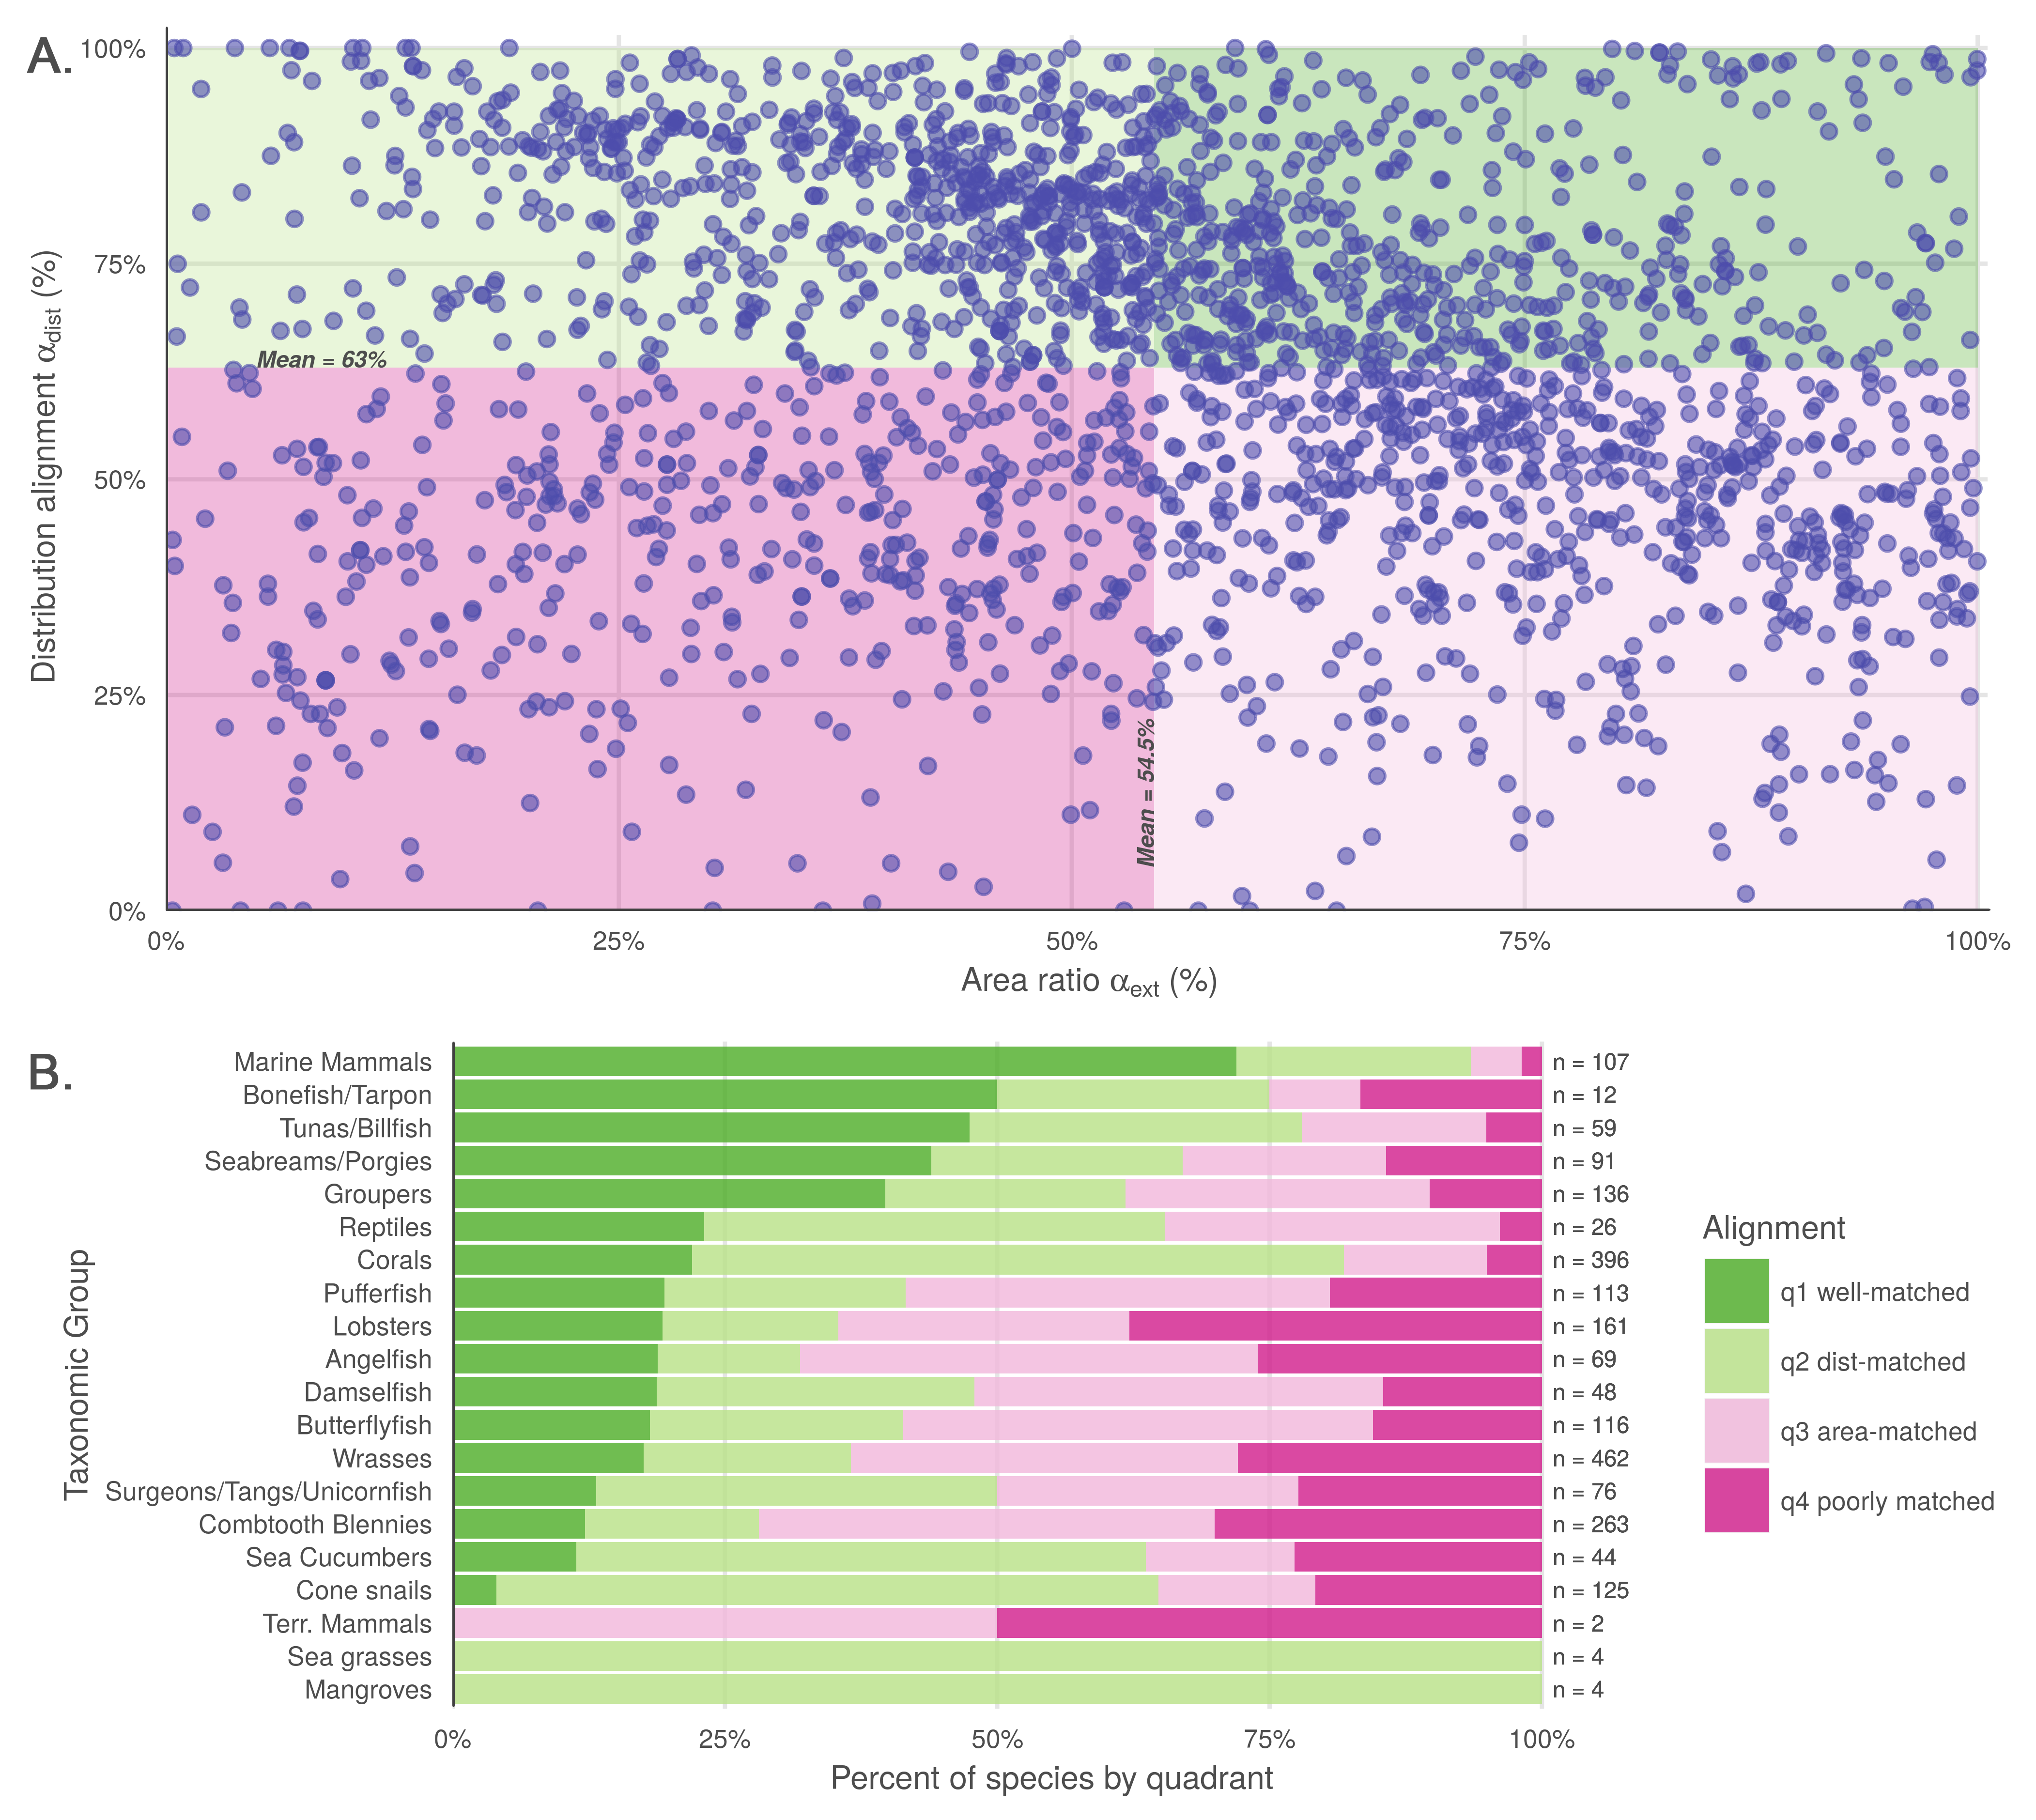 A.
100%
75%
50%
25%
0%
Distribution alignment αdist (%)
Mean = 63%
Mean = 54.5%
0%
25%
50%
75%
100%
Area ratio αext (%)
B.
Taxonomic Group
Marine Mammals n = 107
Bonefish/Tarpon n = 12
Tunas/Billfish n = 59
Seabreams/Porgies n = 91
Groupers n = 136
Reptiles n = 26
Corals n = 396
Pufferfish n = 113
Lobsters n = 161
Angelfish n = 69
Damselfish n = 48
Butterflyfish n = 116
Wrasses n = 462
Surgeons/Tangs/Unicornfish n = 76
Combtooth Blennies n = 263
Sea Cucumbers n = 44
Cone snails n = 125
Terr. Mammals n = 2
Sea grasses n = 4
Mangroves n = 4
0%
25%
50%
75%
100%
Percent of species by quadrant
Alignment
q1 well-matched
q2 dist-matched
q3 area-matched
q4 poorly matched